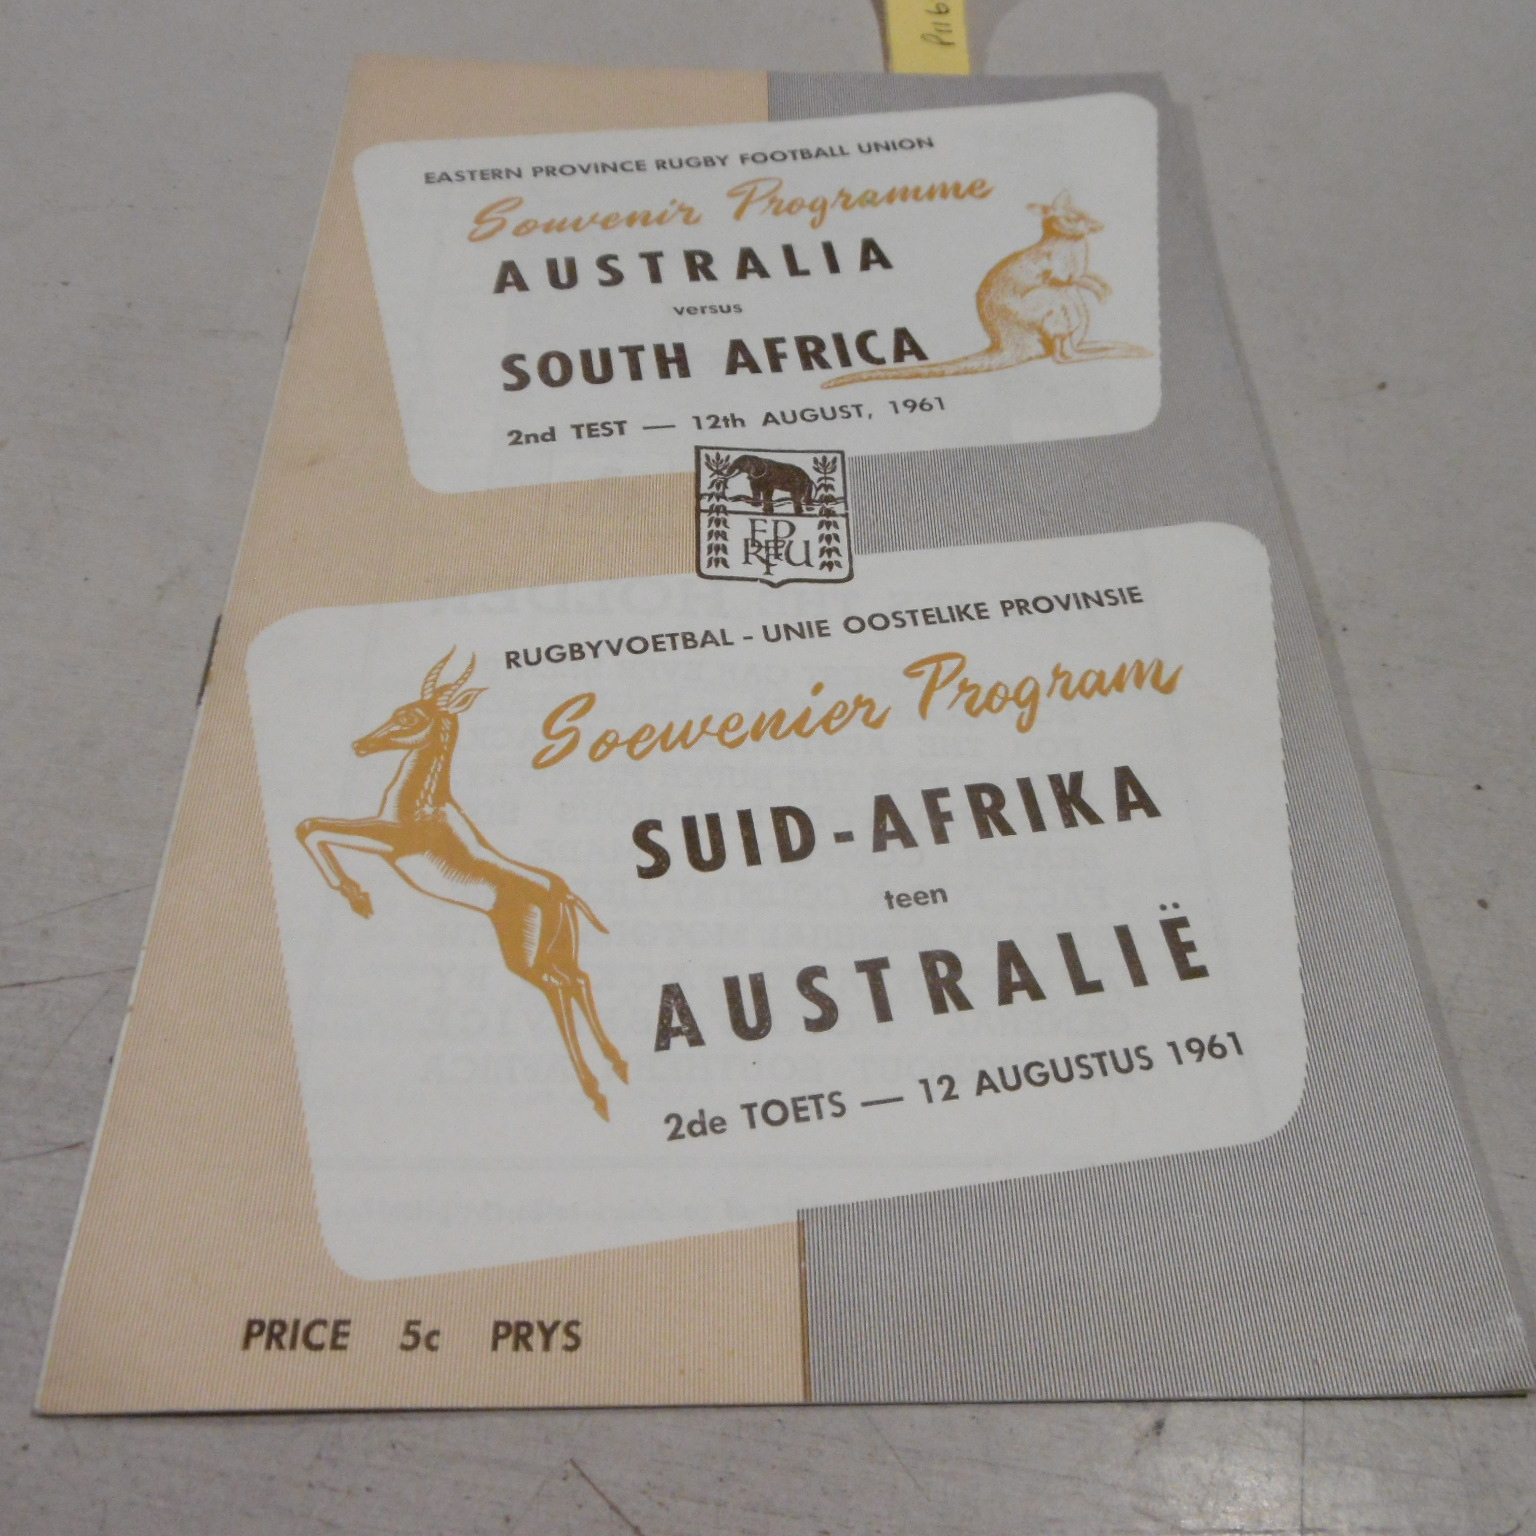 P116
EASTERN PROVINCE RUGBY FOOTBALL UNION
Souvenir Programme
AUSTRALIA
versus
SOUTH AFRICA
2nd TEST — 12th AUGUST, 1961
EP
RFU
RUGBYVOETBAL - UNIE OOSTELIKE PROVINSIE
Soewenier Program
SUID-AFRIKA
teen
AUSTRALIË
2de TOETS — 12 AUGUSTUS 1961
PRICE 5c PRYS